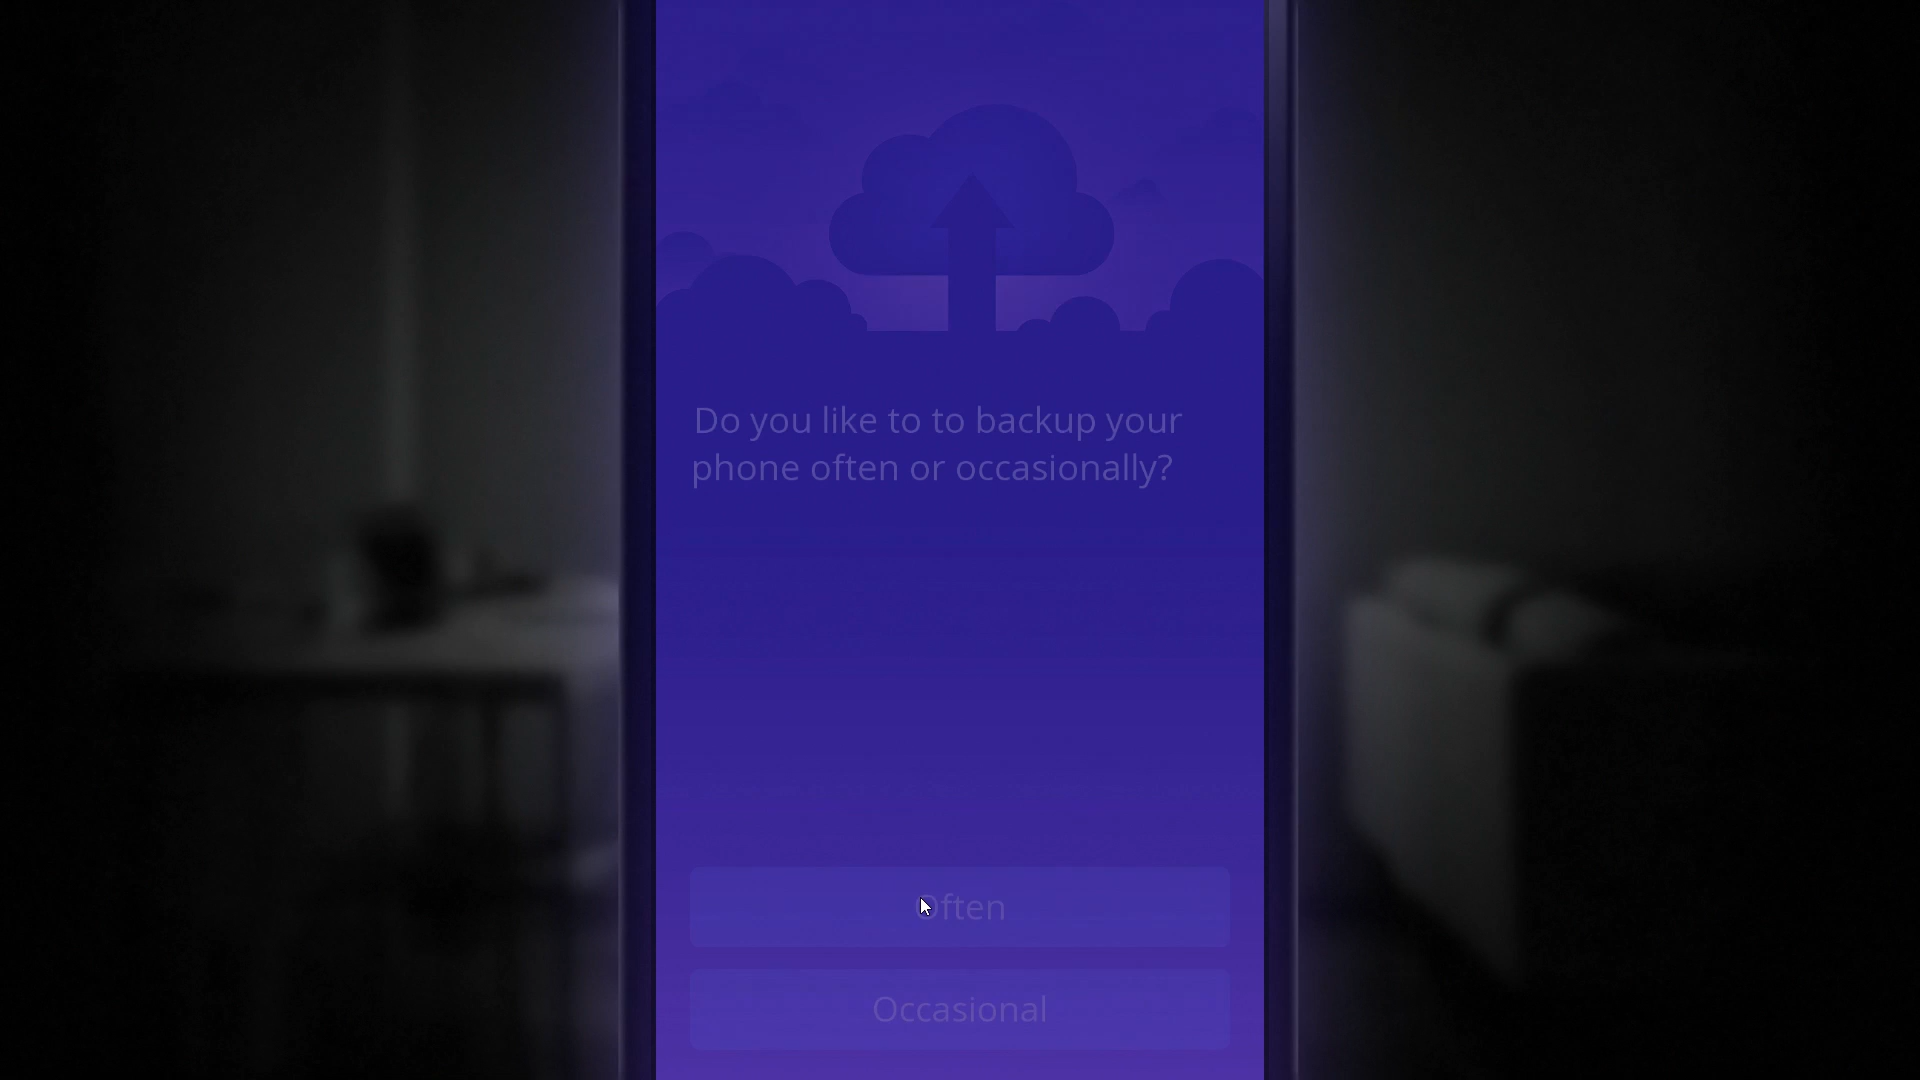 Do you like to to backup your
phone often or occasionally?
Often
Occasional